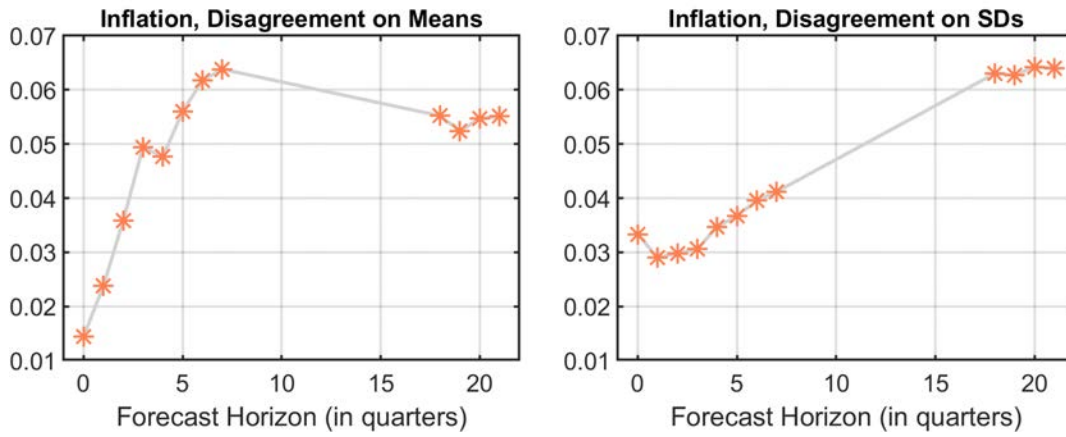 Inflation, Disagreement on Means
0.07
0.06
0.05
0.04
0.03
0.02
0.01
0 5 10 15 20
Forecast Horizon (in quarters)
Inflation, Disagreement on SDs
0.07
0.06
0.05
0.04
0.03
0.02
0.01
0 5 10 15 20
Forecast Horizon (in quarters)